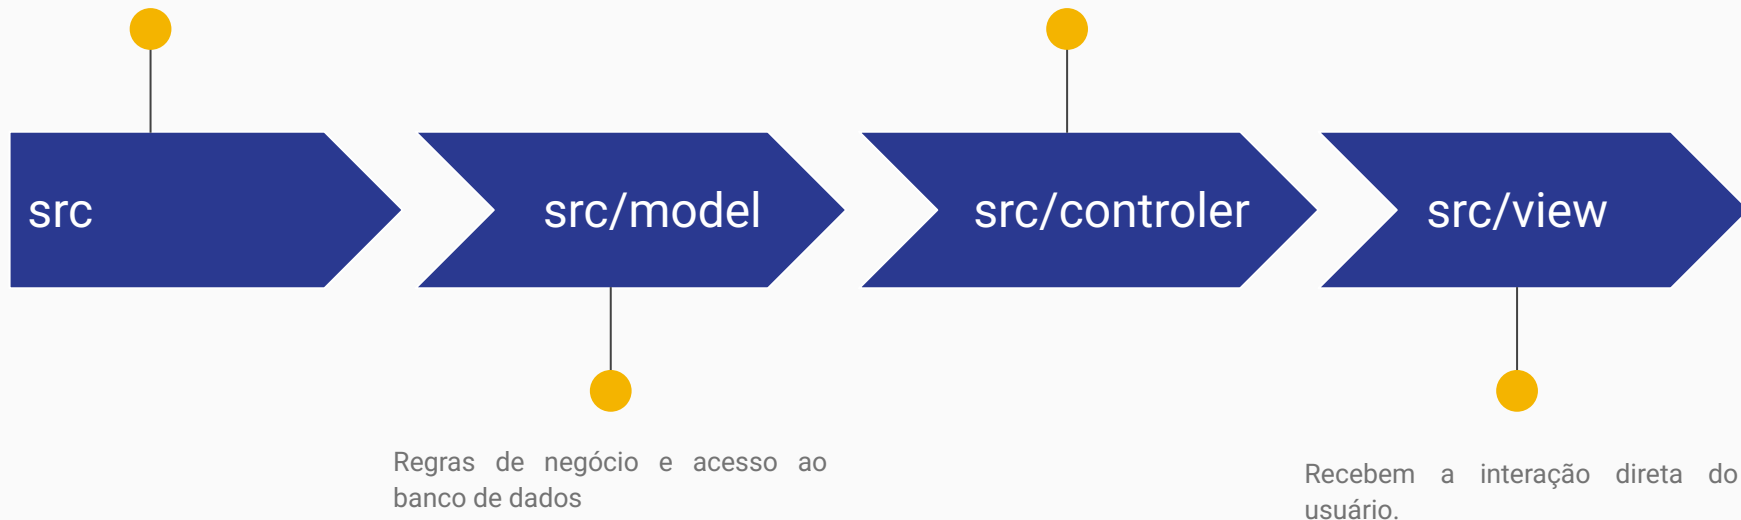 src
src/model
src/controler
src/view
Regras de negócio e acesso ao
banco de dados
Recebem a interação direta do
usuário.